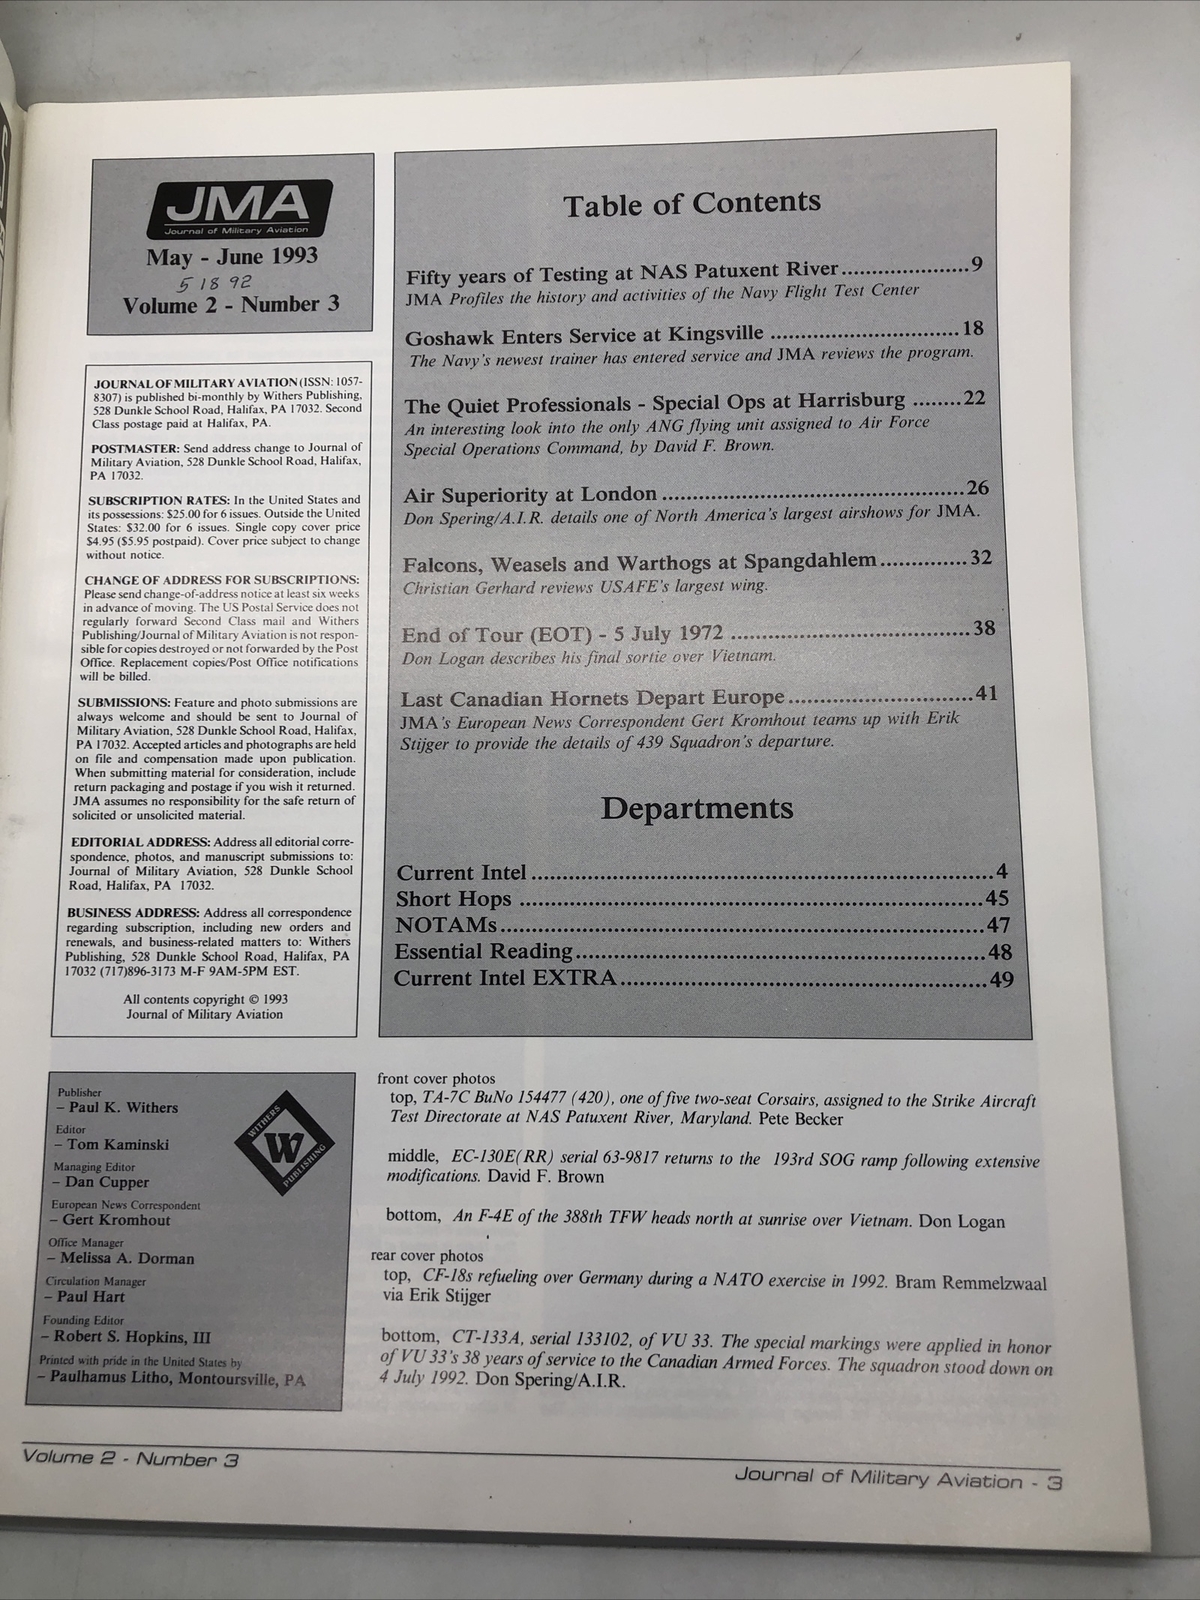 JMA
Journal of Military Aviation
May - June 1993
5 18 92
Volume 2 - Number 3
JOURNAL OF MILITARY AVIATION (ISSN: 1057-
8307) is published bi-monthly by Withers Publishing,
528 Dunkle School Road, Halifax, PA 17032. Second
Class postage paid at Halifax, PA.
POSTMASTER: Send address change to Journal of
Military Aviation, 528 Dunkle School Road, Halifax,
PA 17032.
SUBSCRIPTION RATES: In the United States and
its possessions: $25.00 for 6 issues. Outside the United
States: $32.00 for 6 issues. Single copy cover price
$4.95 ($5.95 postpaid). Cover price subject to change
without notice.
CHANGE OF ADDRESS FOR SUBSCRIPTIONS:
Please send change-of-address notice at least six weeks
in advance of moving. The US Postal Service does not
regularly forward Second Class mail and Withers
Publishing/Journal of Military Aviation is not respon-
sible for copies destroyed or not forwarded by the Post
Office. Replacement copies/Post Office notifications
will be billed.
SUBMISSIONS: Feature and photo submissions are
always welcome and should be sent to Journal of
Military Aviation, 528 Dunkle School Road, Halifax,
PA 17032. Accepted articles and photographs are held
on file and compensation made upon publication.
When submitting material for consideration, include
return packaging and postage if you wish it returned.
JMA assumes no responsibility for the safe return of
solicited or unsolicited material.
EDITORIAL ADDRESS: Address all editorial corre-
spondence, photos, and manuscript submissions to:
Journal of Military Aviation, 528 Dunkle School
Road, Halifax, PA 17032.
BUSINESS ADDRESS: Address all correspondence
regarding subscription, including new orders and
renewals, and business-related matters to: Withers
Publishing, 528 Dunkle School Road, Halifax, PA
17032 (717)896-3173 M-F 9AM-5PM EST.
All contents copyright © 1993
Journal of Military Aviation
Publisher
– Paul K. Withers
Editor
– Tom Kaminski
Managing Editor
– Dan Cupper
European News Correspondent
– Gert Kromhout
Office Manager
– Melissa A. Dorman
Circulation Manager
– Paul Hart
Founding Editor
– Robert S. Hopkins, III
Printed with pride in the United States by
– Paulhamus Litho, Montoursville, PA
WITHERS
W
PUBLISHING
Table of Contents
Fifty years of Testing at NAS Patuxent River.....................9
JMA Profiles the history and activities of the Navy Flight Test Center
Goshawk Enters Service at Kingsville ..............................18
The Navy's newest trainer has entered service and JMA reviews the program.
The Quiet Professionals - Special Ops at Harrisburg ........22
An interesting look into the only ANG flying unit assigned to Air Force
Special Operations Command, by David F. Brown.
Air Superiority at London ................................................26
Don Spering/A.I.R. details one of North America's largest airshows for JMA.
Falcons, Weasels and Warthogs at Spangdahlem..............32
Christian Gerhard reviews USAFE's largest wing.
End of Tour (EOT) - 5 July 1972 ......................................38
Don Logan describes his final sortie over Vietnam.
Last Canadian Hornets Depart Europe.............................41
JMA's European News Correspondent Gert Kromhout teams up with Erik
Stijger to provide the details of 439 Squadron's departure.
Departments
Current Intel ........................................................................4
Short Hops .........................................................................45
NOTAMs............................................................................47
Essential Reading................................................................48
Current Intel EXTRA.........................................................49
front cover photos
top, TA-7C BuNo 154477 (420), one of five two-seat Corsairs, assigned to the Strike Aircraft
Test Directorate at NAS Patuxent River, Maryland. Pete Becker
middle, EC-130E(RR) serial 63-9817 returns to the 193rd SOG ramp following extensive
modifications. David F. Brown
bottom, An F-4E of the 388th TFW heads north at sunrise over Vietnam. Don Logan
rear cover photos
top, CF-18s refueling over Germany during a NATO exercise in 1992. Bram Remmelzwaal
via Erik Stijger
bottom, CT-133A, serial 133102, of VU 33. The special markings were applied in honor
of VU 33's 38 years of service to the Canadian Armed Forces. The squadron stood down on
4 July 1992. Don Spering/A.I.R.
Volume 2 - Number 3
Journal of Military Aviation - 3